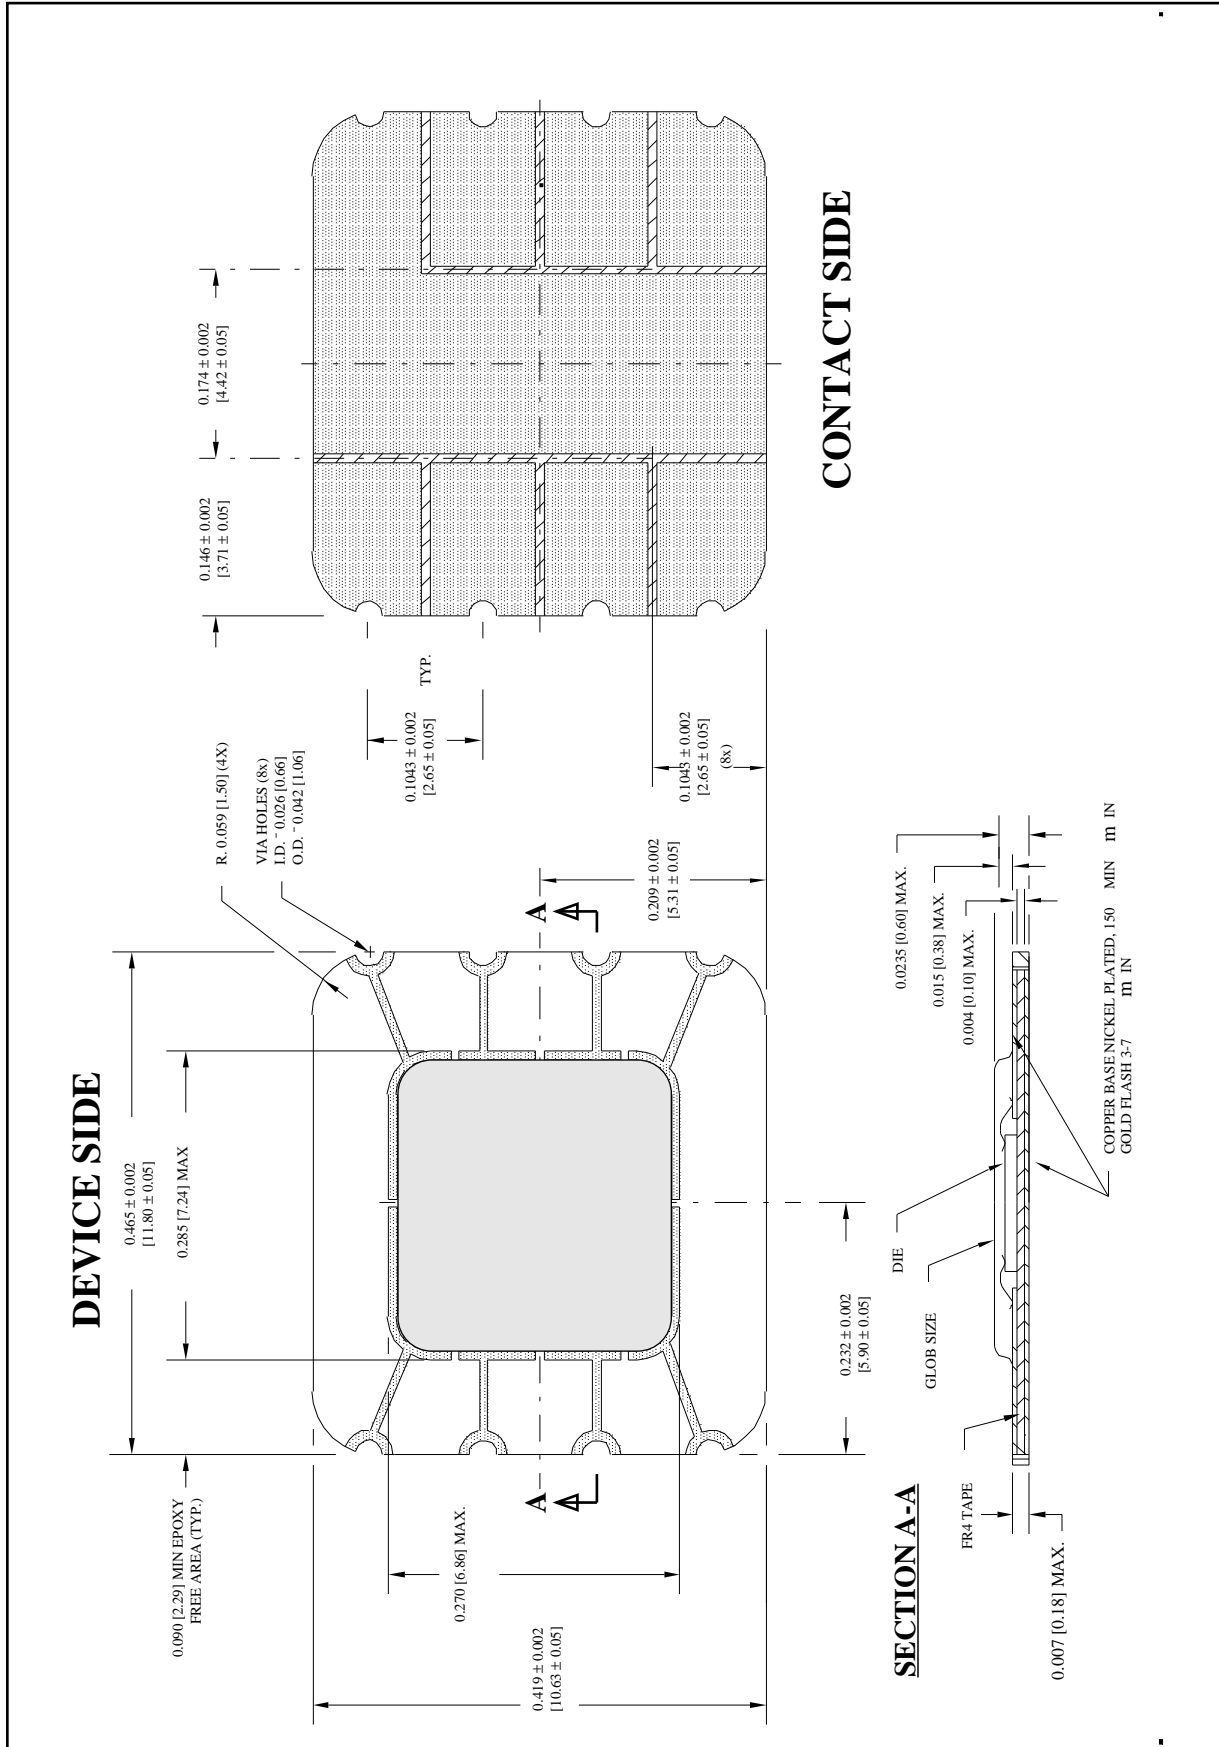 DEVICE SIDE
0.465 ± 0.002
[11.80 ± 0.05]
0.285 [7.24] MAX
0.090 [2.29] MIN EPOXY
FREE AREA (TYP.)
R. 0.059 [1.50] (4X)
VIA HOLES (8x)
I.D. - 0.026 [0.66]
O.D. - 0.042 [1.06]
0.270 [6.86] MAX.
0.419 ± 0.002
[10.63 ± 0.05]
A
A
0.209 ± 0.002
[5.31 ± 0.05]
0.232 ± 0.002
[5.90 ± 0.05]
0.146 ± 0.002
[3.71 ± 0.05]
0.174 ± 0.002
[4.42 ± 0.05]
0.1043 ± 0.002
[2.65 ± 0.05]
TYP.
0.1043 ± 0.002
[2.65 ± 0.05]
(8x)
CONTACT SIDE
SECTION A-A
FR4 TAPE
GLOB SIZE
DIE
0.0235 [0.60] MAX.
0.015 [0.38] MAX.
0.004 [0.10] MAX.
0.007 [0.18] MAX.
COPPER BASE NICKEL PLATED, 150 MIN m IN
GOLD FLASH 3-7 m IN